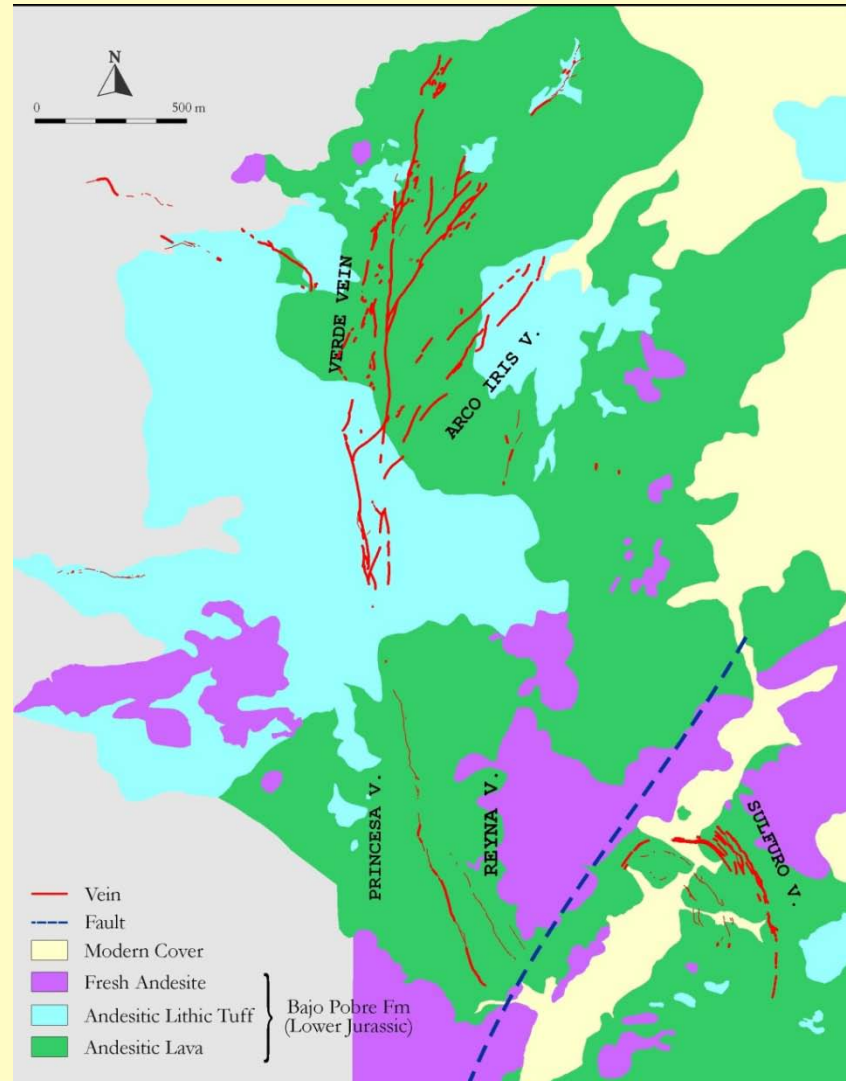 N
0 500 m
VERDE VEIN
ARCO IRIS V.
PRINCESA V.
REYNA V.
SULFURO V.
Vein
Fault
Modern Cover
Fresh Andesite
Andesitic Lithic Tuff
Andesitic Lava
Bajo Pobre Fm
(Lower Jurassic)